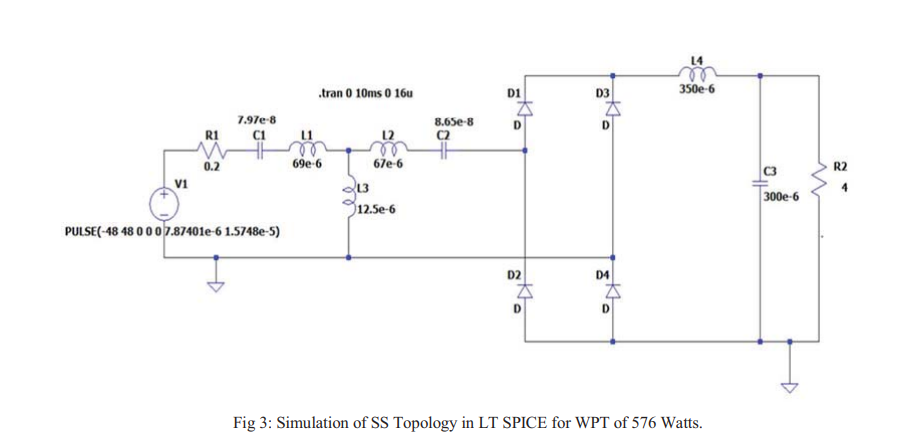 L4
350e-6
.tran 0 10ms 0 16u
D1
D
D3
D
7.97e-8
C1
8.65e-8
C2
R1
0.2
L1
69e-6
L2
67e-6
V1
L3
12.5e-6
C3
300e-6
R2
4
PULSE(-48 48 0 0 0 7.87401e-6 1.5748e-5)
D2
D
D4
D
Fig 3: Simulation of SS Topology in LT SPICE for WPT of 576 Watts.